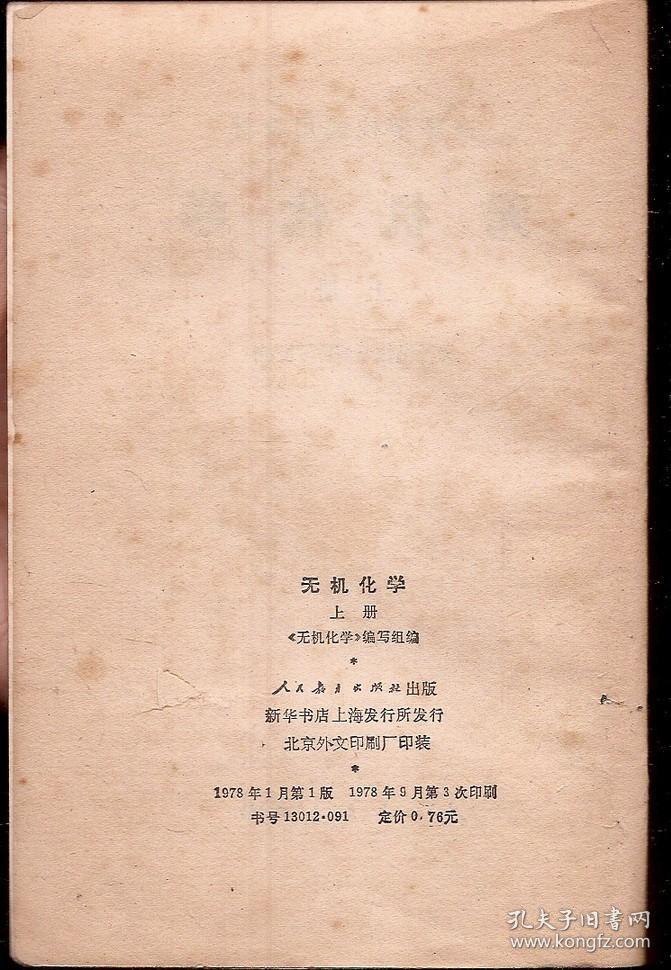 无机化学
上册
《无机化学》编写组编
*
人民教育出版社出版
新华书店上海发行所发行
北京外文印刷厂印装
*
1978年1月第1版 1978年9月第3次印刷
书号13012·091 定价0.76元
孔夫子旧书网
www.kongfz.com